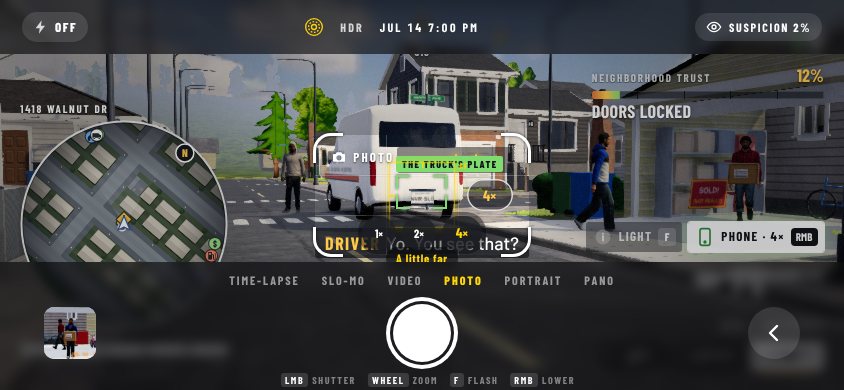 OFF
HDR JUL 14 7:00 PM
SUSPICION 2%
NEIGHBORHOOD TRUST 12%
DOORS LOCKED
1418 WALNUT DR
N
PHOTO
THE TRUCK'S PLATE
4×
SOLD!
1× 2× 4×
DRIVER Yo. You see that?
A little far
LIGHT F
PHONE · 4× RMB
TIME-LAPSE SLO-MO VIDEO PHOTO PORTRAIT PANO
LMB SHUTTER WHEEL ZOOM F FLASH RMB LOWER